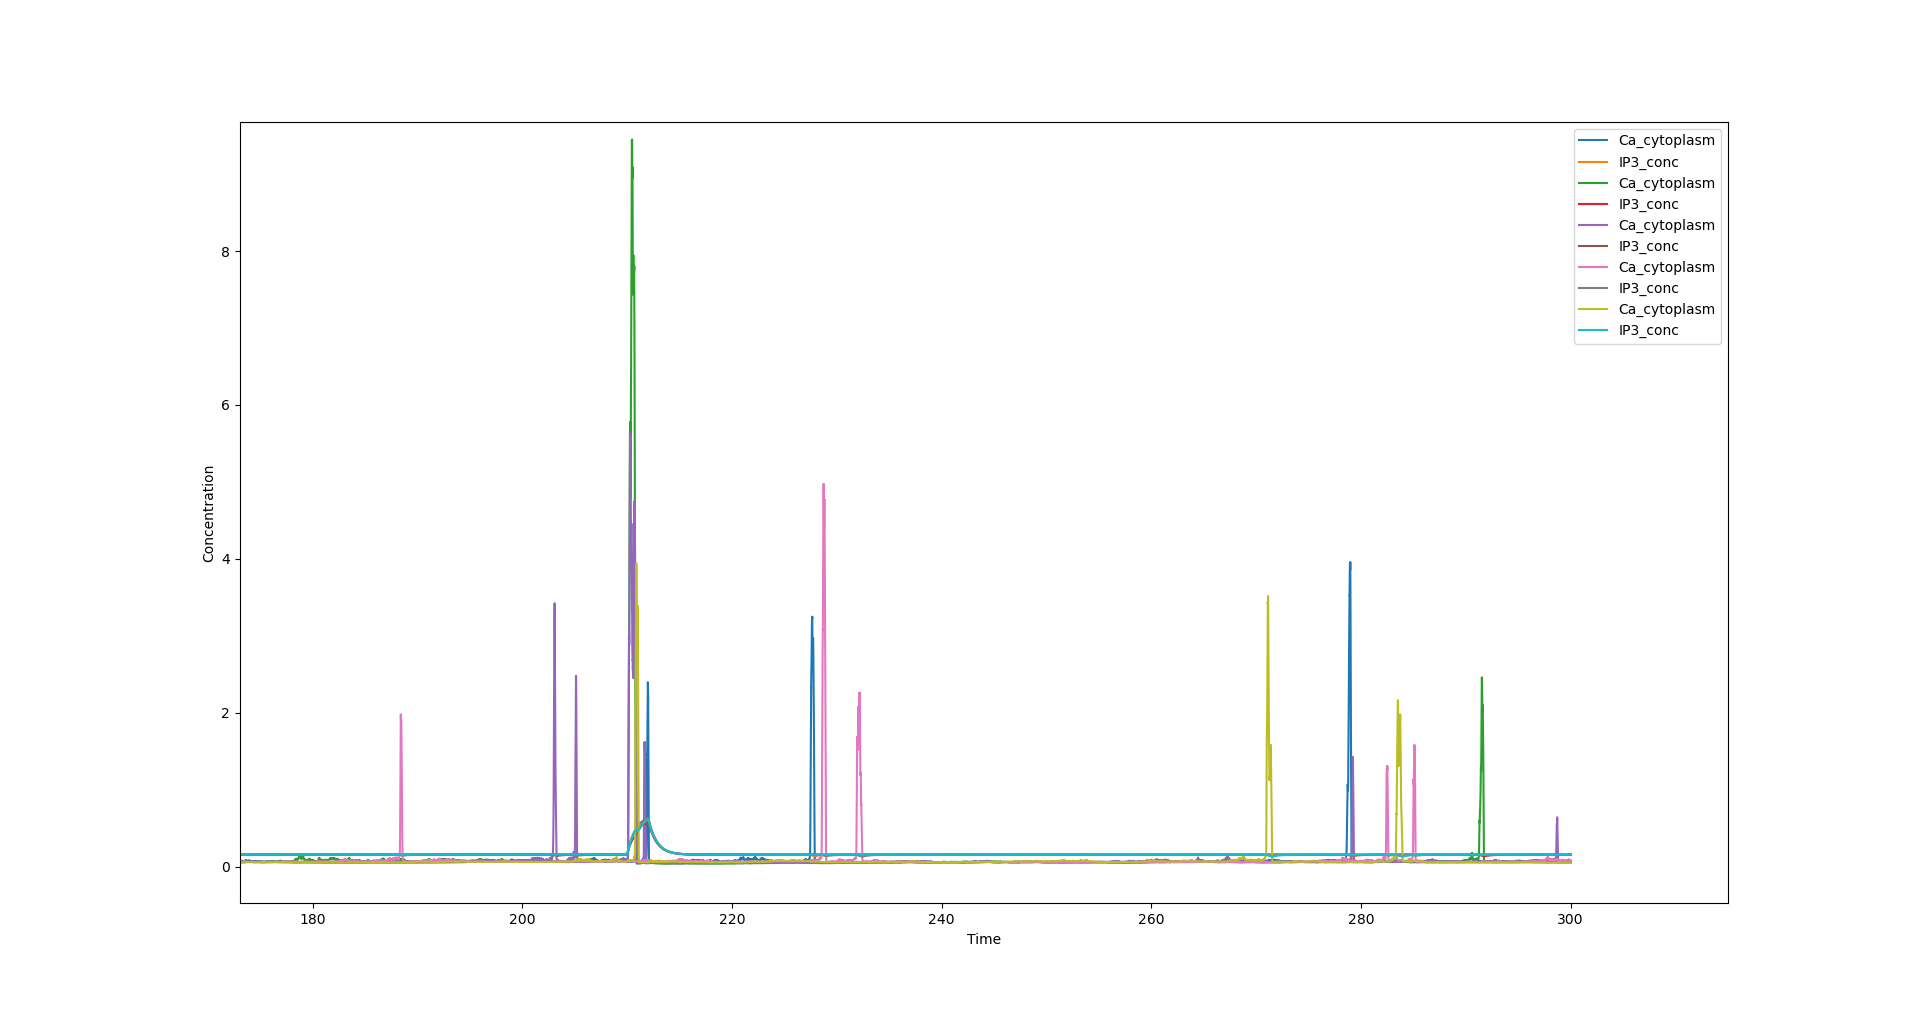 Ca_cytoplasm
IP3_conc
Ca_cytoplasm
IP3_conc
Ca_cytoplasm
IP3_conc
Ca_cytoplasm
IP3_conc
Ca_cytoplasm
IP3_conc
8
6
4
2
0
Concentration
180 200 220 240 260 280 300
Time